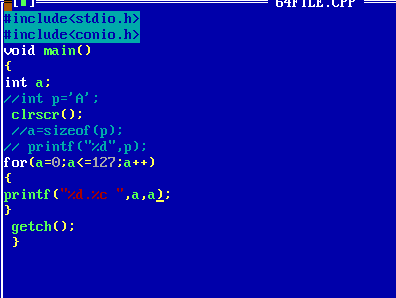 [ ] 64FILE.CPP
#include<stdio.h>
#include<conio.h>
void main()
{
int a;
//int p='A';
clrscr();
//a=sizeof(p);
// printf("%d",p);
for(a=0;a<=127;a++)
{
printf("%d.%c ",a,a);
}
getch();
}